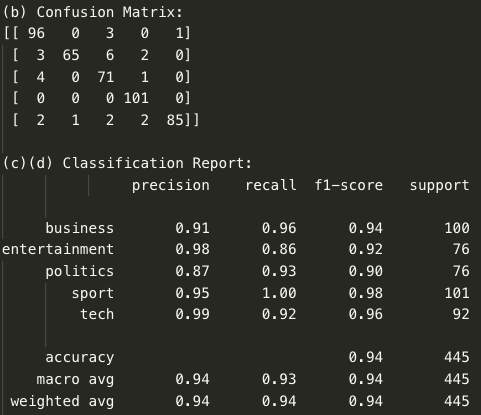 (b) Confusion Matrix:
[[ 96   0   3   0   1]
 [  3  65   6   2   0]
 [  4   0  71   1   0]
 [  0   0   0 101   0]
 [  2   1   2   2  85]]
(c)(d) Classification Report:
precision    recall  f1-score   support
business       0.91      0.96      0.94       100
entertainment       0.98      0.86      0.92        76
politics       0.87      0.93      0.90        76
sport       0.95      1.00      0.98       101
tech       0.99      0.92      0.96        92
accuracy                           0.94       445
macro avg       0.94      0.93      0.94       445
weighted avg       0.94      0.94      0.94       445